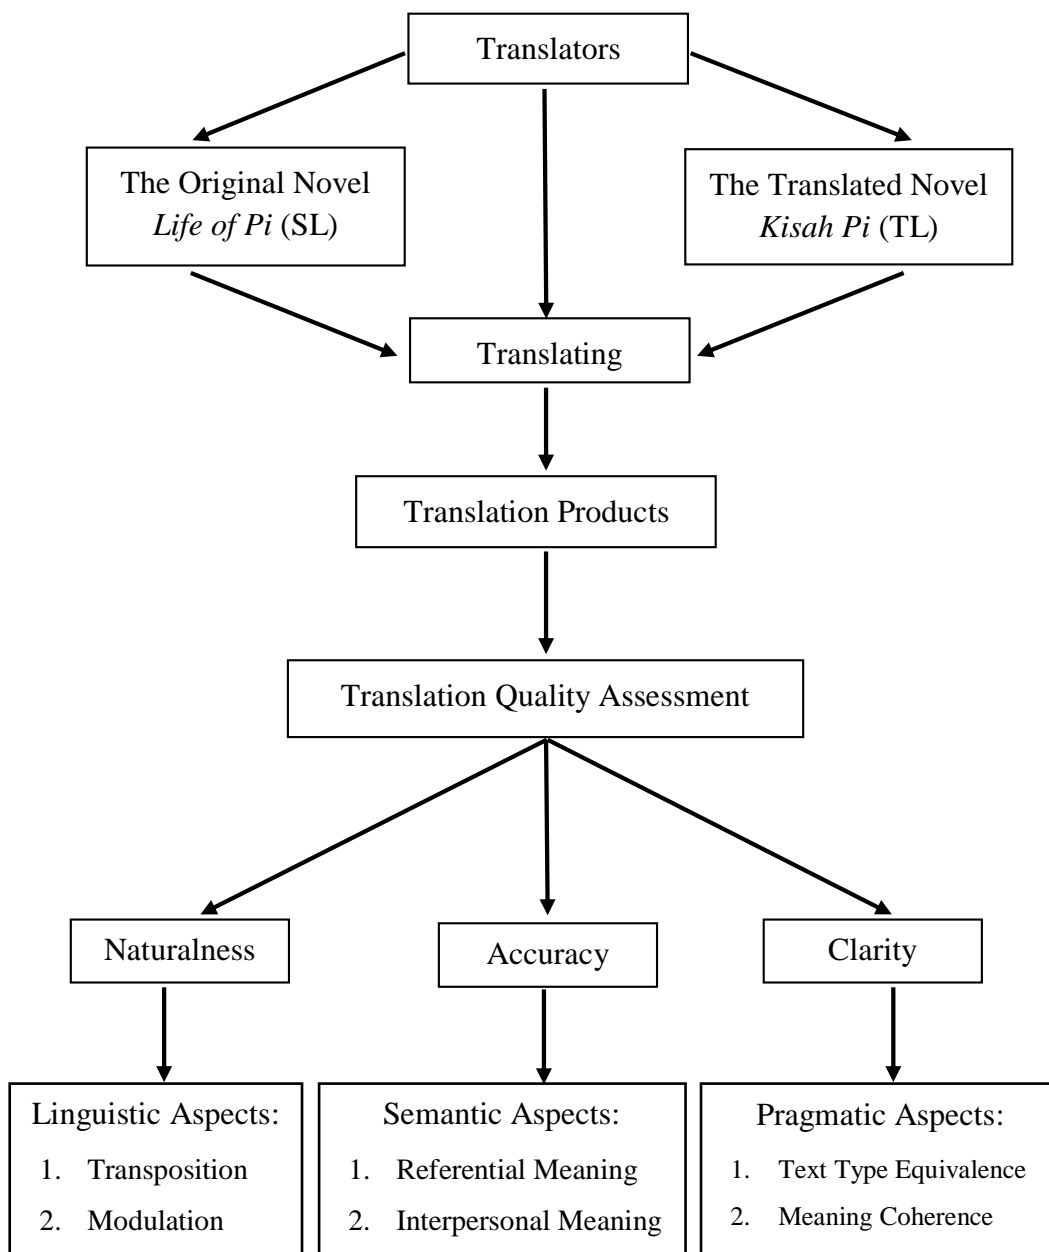 Translators
The Original Novel
Life of Pi (SL)
The Translated Novel
Kisah Pi (TL)
Translating
Translation Products
Translation Quality Assessment
Naturalness
Accuracy
Clarity
Linguistic Aspects:
1. Transposition
2. Modulation
Semantic Aspects:
1. Referential Meaning
2. Interpersonal Meaning
Pragmatic Aspects:
1. Text Type Equivalence
2. Meaning Coherence